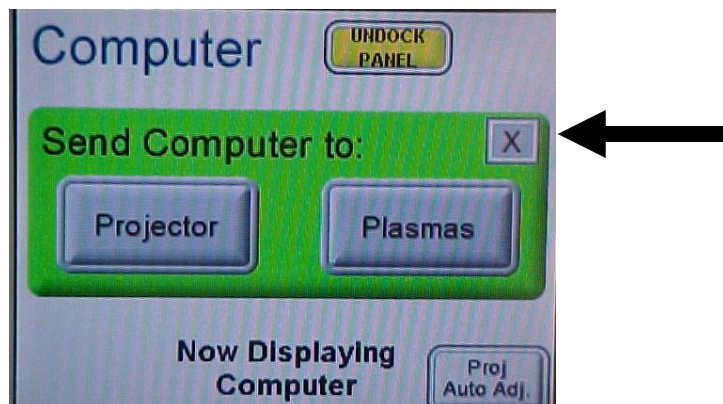 Computer
UNDOCK
PANEL
Send Computer to:
X
Projector
Plasmas
Now Displaying
Computer
Proj
Auto Adj.